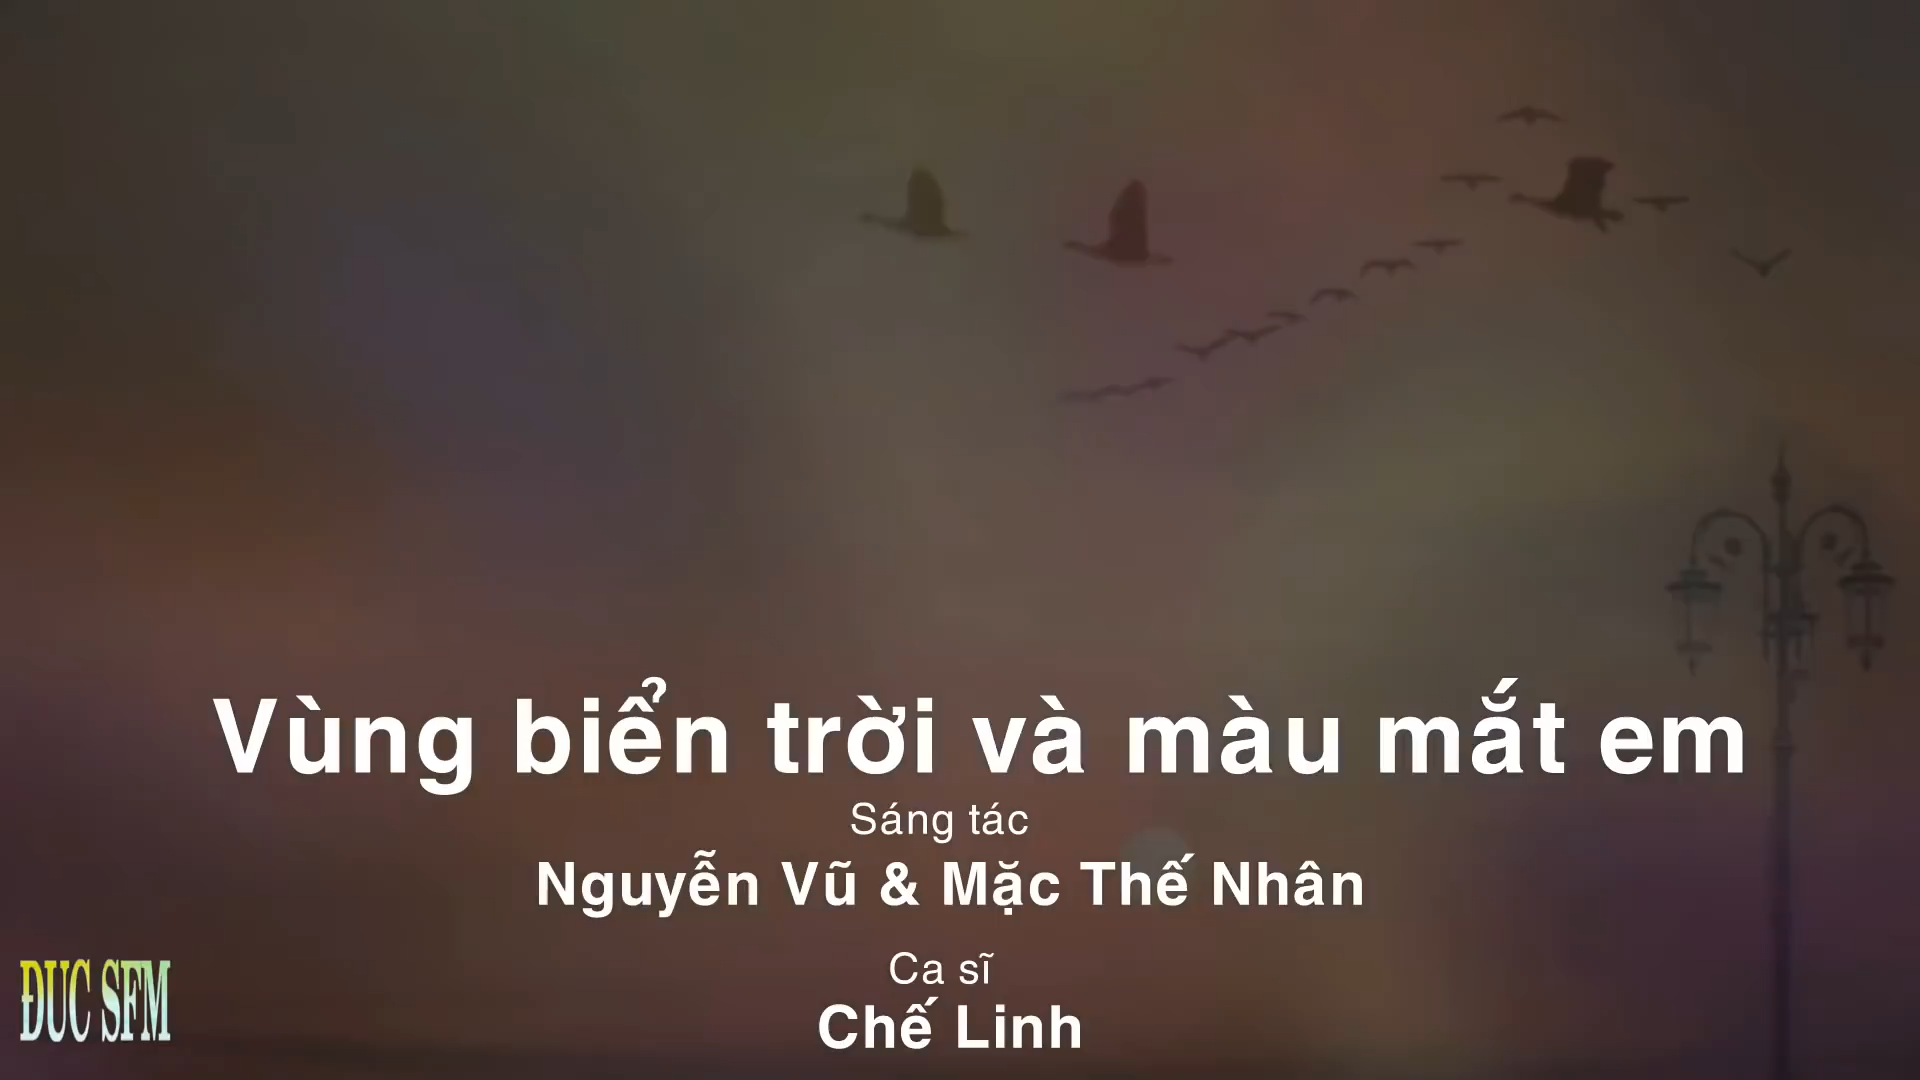 Vùng biển trời và màu mắt em
Sáng tác
Nguyễn Vũ & Mặc Thế Nhân
Ca sĩ
Chế Linh
ĐUC SFM